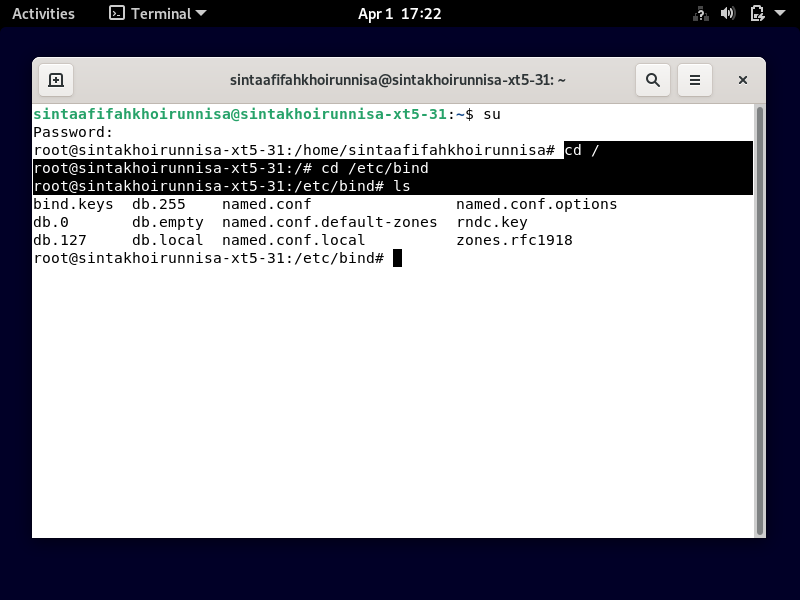 Activities Terminal Apr 1 17:22
sintaafifahkhoirunnisa@sintakhoirunnisa-xt5-31: ~
sintaafifahkhoirunnisa@sintakhoirunnisa-xt5-31:~$ su
Password:
root@sintakhoirunnisa-xt5-31:/home/sintaafifahkhoirunnisa# cd /
root@sintakhoirunnisa-xt5-31:/# cd /etc/bind
root@sintakhoirunnisa-xt5-31:/etc/bind# ls
bind.keys db.255 named.conf named.conf.options
db.0 db.empty named.conf.default-zones rndc.key
db.127 db.local named.conf.local zones.rfc1918
root@sintakhoirunnisa-xt5-31:/etc/bind#